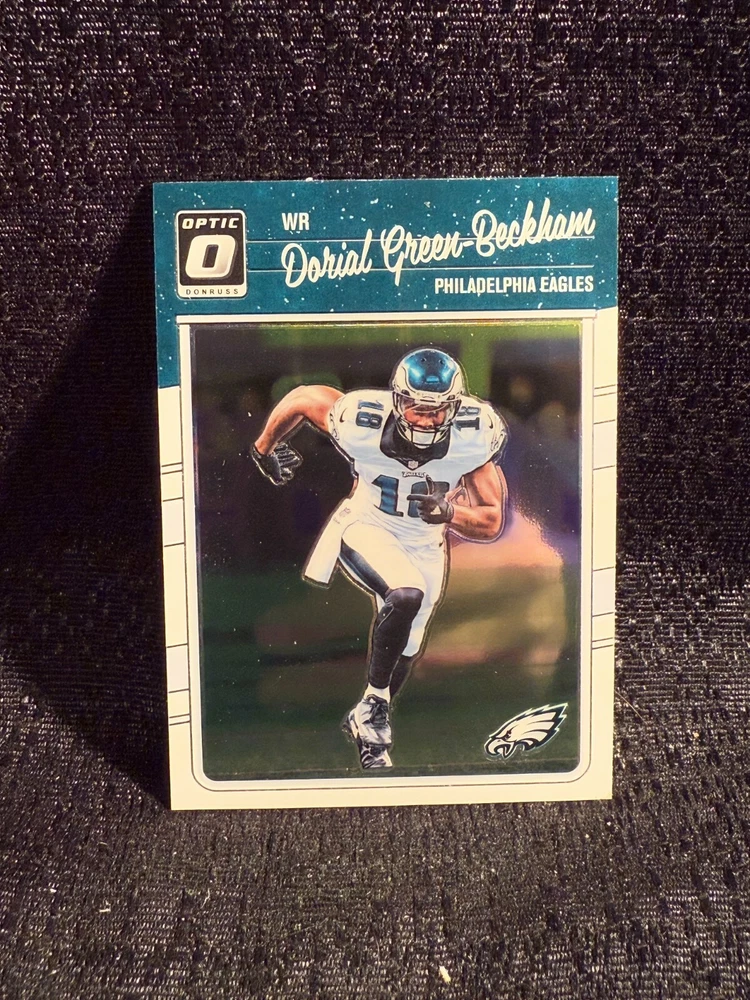 OPTIC
O
DONRUSS
WR
Dorial Green-Beckham
PHILADELPHIA EAGLES
18
18
18